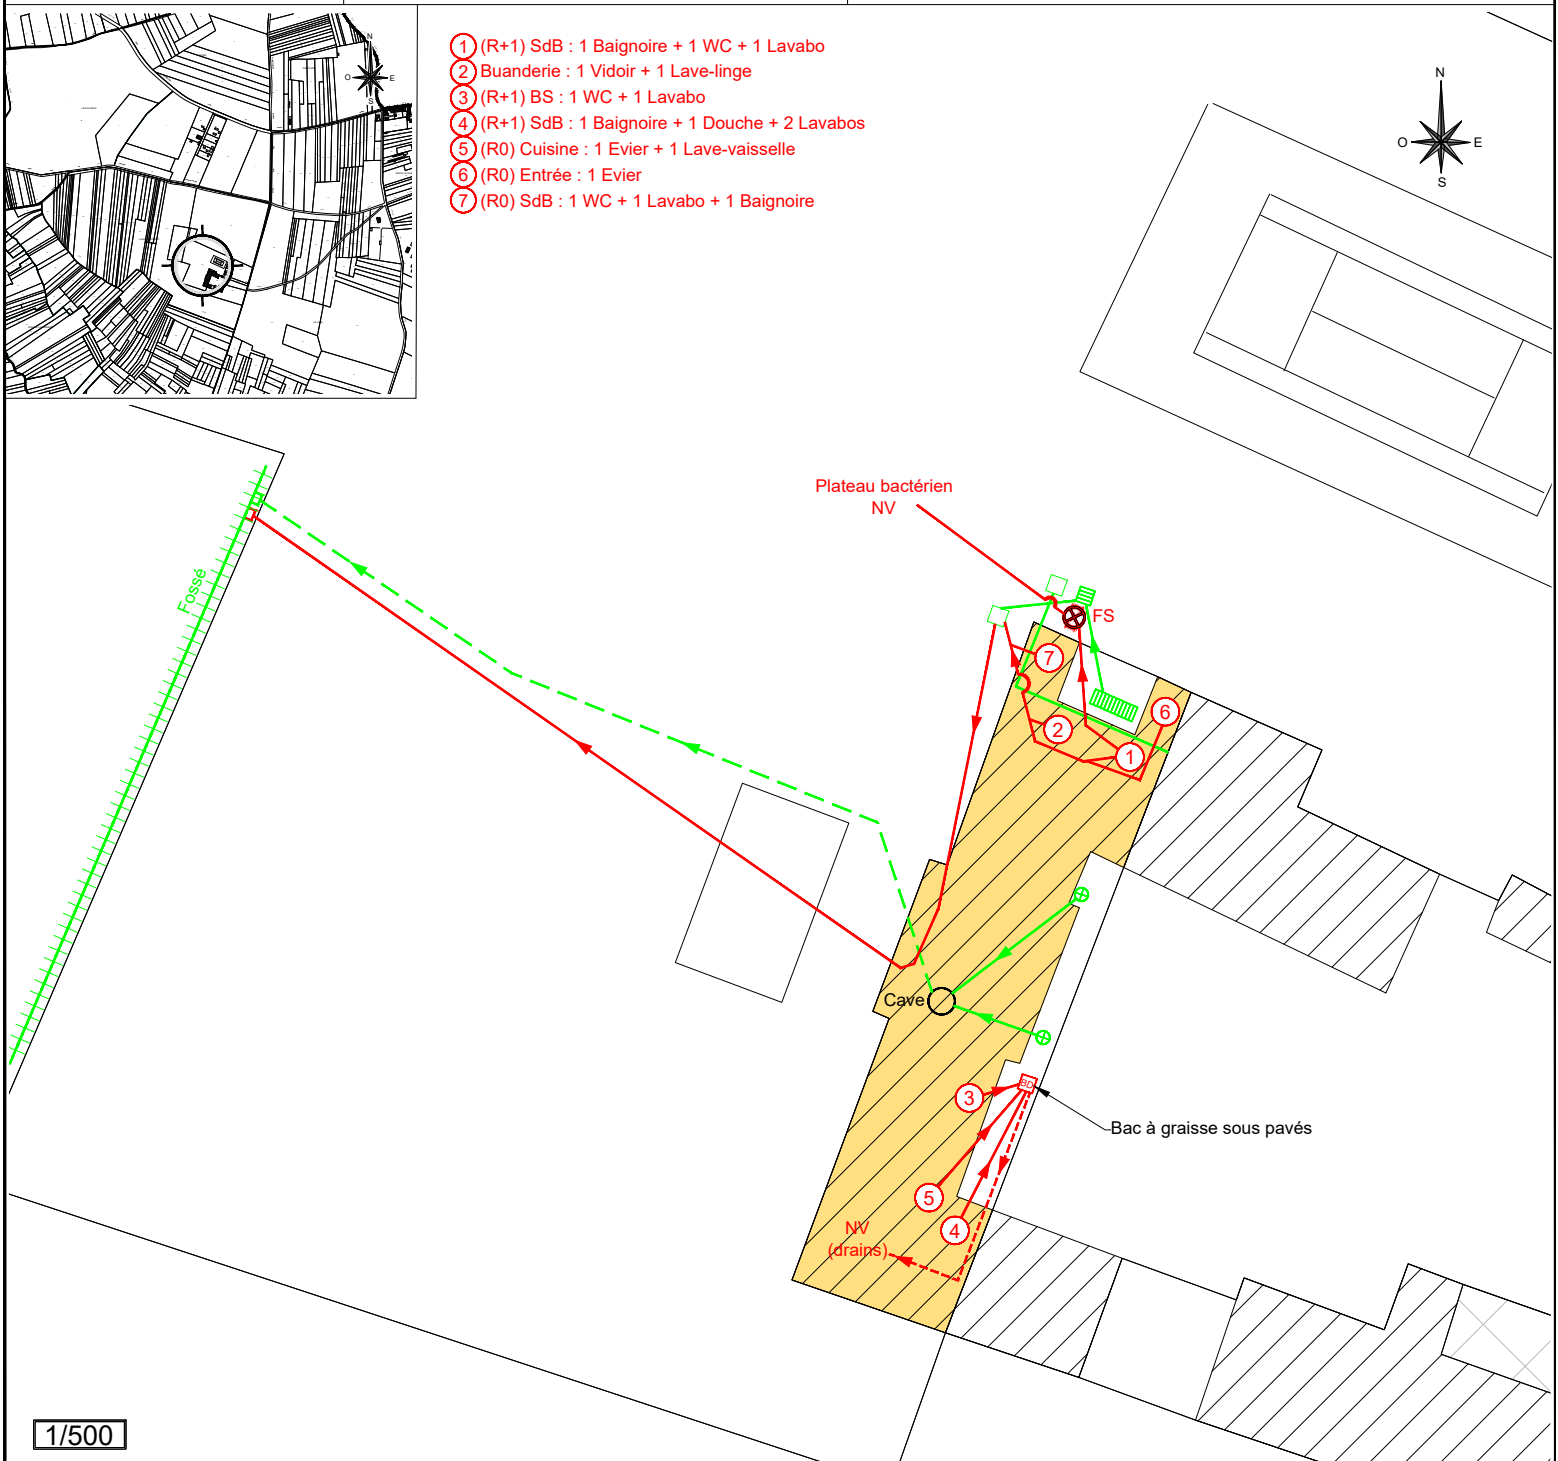 N
O
E
S
1 (R+1) SdB : 1 Baignoire + 1 WC + 1 Lavabo
2 Buanderie : 1 Vidoir + 1 Lave-linge
3 (R+1) BS : 1 WC + 1 Lavabo
4 (R+1) SdB : 1 Baignoire + 1 Douche + 2 Lavabos
5 (R0) Cuisine : 1 Evier + 1 Lave-vaisselle
6 (R0) Entrée : 1 Evier
7 (R0) SdB : 1 WC + 1 Lavabo + 1 Baignoire
N
O
E
S
Plateau bactérien
NV
Fossé
FS
7
6
2
1
Cave
BD
3
Bac à graisse sous pavés
5
4
NV
(drains)
1/500